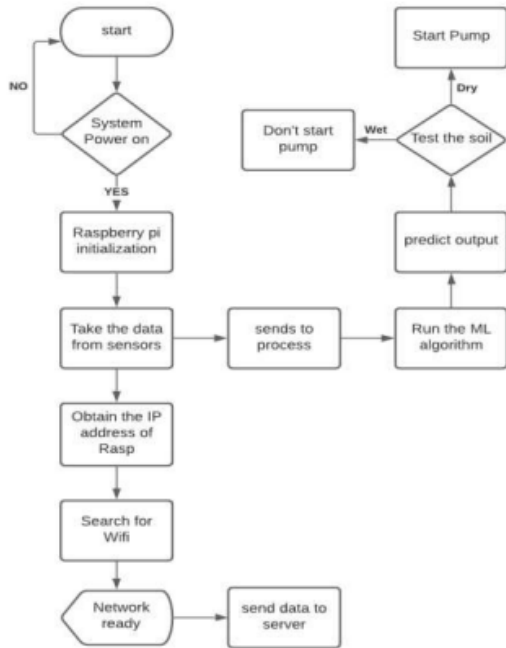 start
NO
System
Power on
YES
Raspberry pi
initialization
Take the data
from sensors
sends to
process
Run the ML
algorithm
predict output
Test the soil
Wet
Dry
Don't start
pump
Start Pump
Obtain the IP
address of
Rasp
Search for
Wifi
Network
ready
send data to
server